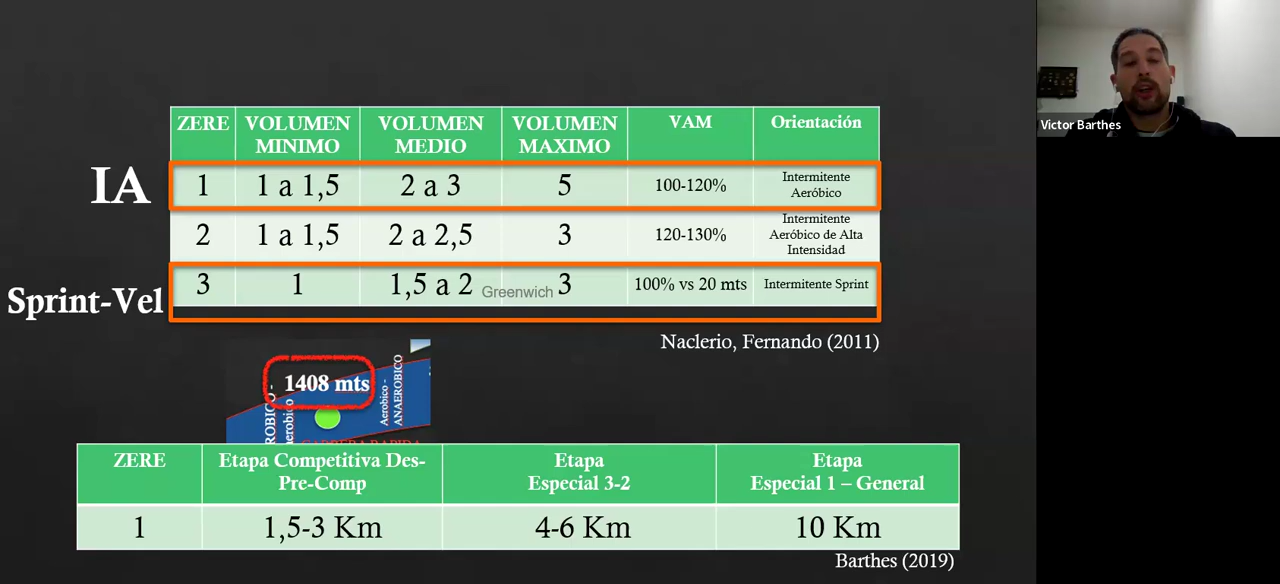 ZERE VOLUMEN MINIMO VOLUMEN MEDIO VOLUMEN MAXIMO VAM Orientación
IA
1 1 a 1,5 2 a 3 5 100-120% Intermitente Aeróbico
2 1 a 1,5 2 a 2,5 3 120-130% Intermitente Aeróbico de Alta Intensidad
Sprint-Vel
3 1 1,5 a 2 Greenwich 3 100% vs 20 mts Intermitente Sprint
Naclerio, Fernando (2011)
1408 mts
Aerobico -
ANAEROBICO
ZERE Etapa Competitiva Des-Pre-Comp Etapa Especial 3-2 Etapa Especial 1 – General
1 1,5-3 Km 4-6 Km 10 Km
Barthes (2019)
Victor Barthes